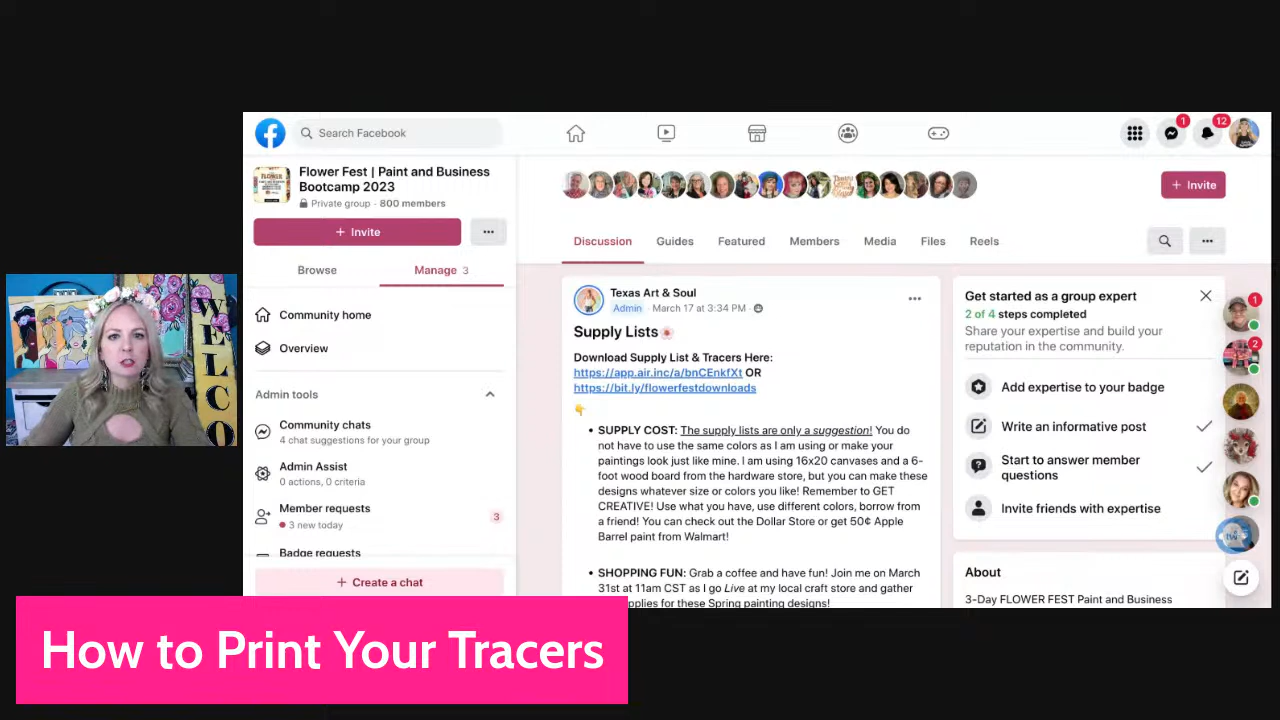 Search Facebook
1
12
Flower Fest | Paint and Business
Bootcamp 2023
Private group - 800 members
+ Invite
+ Invite
Browse
Manage 3
Community home
Overview
Admin tools
Community chats
4 chat suggestions for your group
Admin Assist
0 actions, 0 criteria
Member requests
3 new today
3
Badge requests
+ Create a chat
Discussion
Guides
Featured
Members
Media
Files
Reels
Texas Art & Soul
Admin March 17 at 3:34 PM
Supply Lists🌸
Download Supply List & Tracers Here:
https://app.air.inc/a/bnCEnkfXt OR
https://bit.ly/flowerfestdownloads
👇
• SUPPLY COST: The supply lists are only a suggestion! You do
not have to use the same colors as I am using or make your
paintings look just like mine. I am using 16x20 canvases and a 6-
foot wood board from the hardware store, but you can make these
designs whatever size or colors you like! Remember to GET
CREATIVE! Use what you have, use different colors, borrow from
a friend! You can check out the Dollar Store or get 50¢ Apple
Barrel paint from Walmart!
• SHOPPING FUN: Grab a coffee and have fun! Join me on March
31st at 11am CST as I go Live at my local craft store and gather
pplies for these Spring painting designs!
Get started as a group expert
2 of 4 steps completed
Share your expertise and build your
reputation in the community.
Add expertise to your badge
Write an informative post
Start to answer member
questions
Invite friends with expertise
About
3-Day FLOWER FEST Paint and Business
1
2
WELCO
How to Print Your Tracers